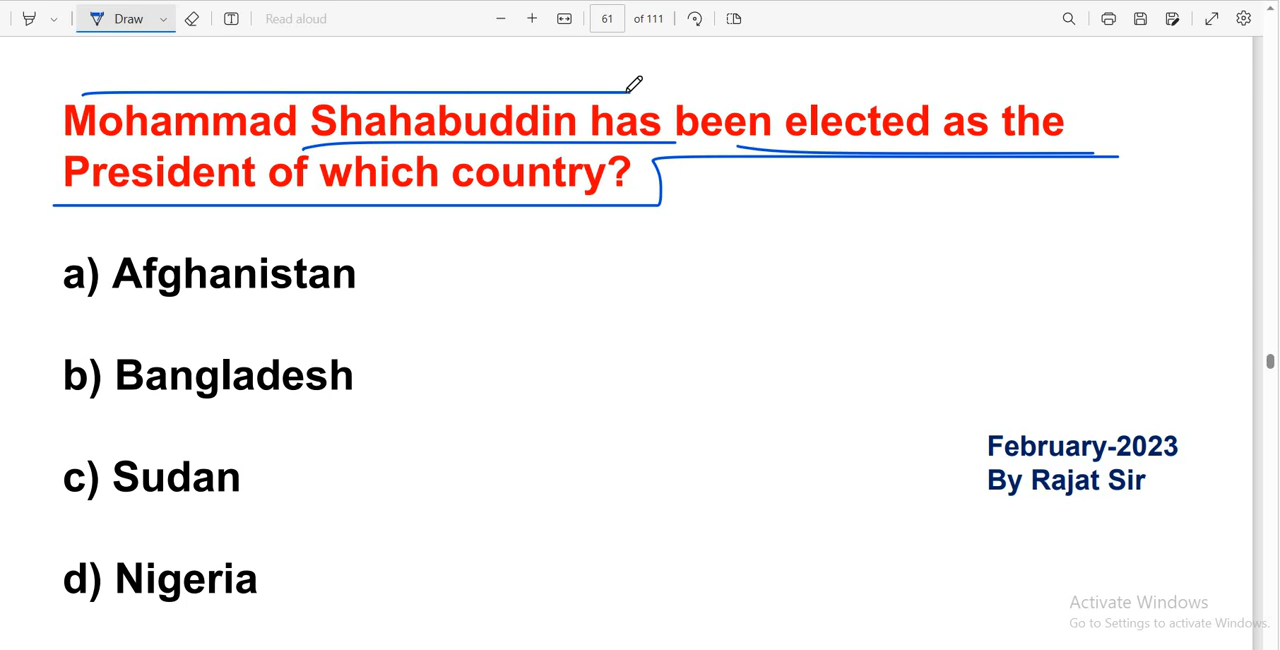 Draw
Read aloud
61 of 111
Mohammad Shahabuddin has been elected as the
President of which country?
a) Afghanistan
b) Bangladesh
c) Sudan
d) Nigeria
February-2023
By Rajat Sir
Activate Windows
Go to Settings to activate Windows.